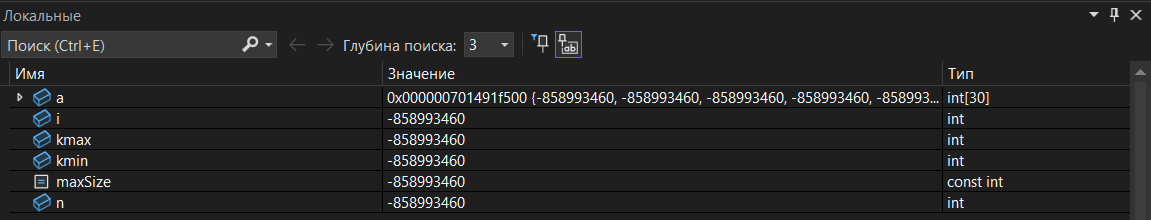 Локальные
Поиск (Ctrl+E) Глубина поиска: 3
Имя Значение Тип
a 0x000000701491f500 {-858993460, -858993460, -858993460, -858993460, -858993... int[30]
i -858993460 int
kmax -858993460 int
kmin -858993460 int
maxSize -858993460 const int
n -858993460 int